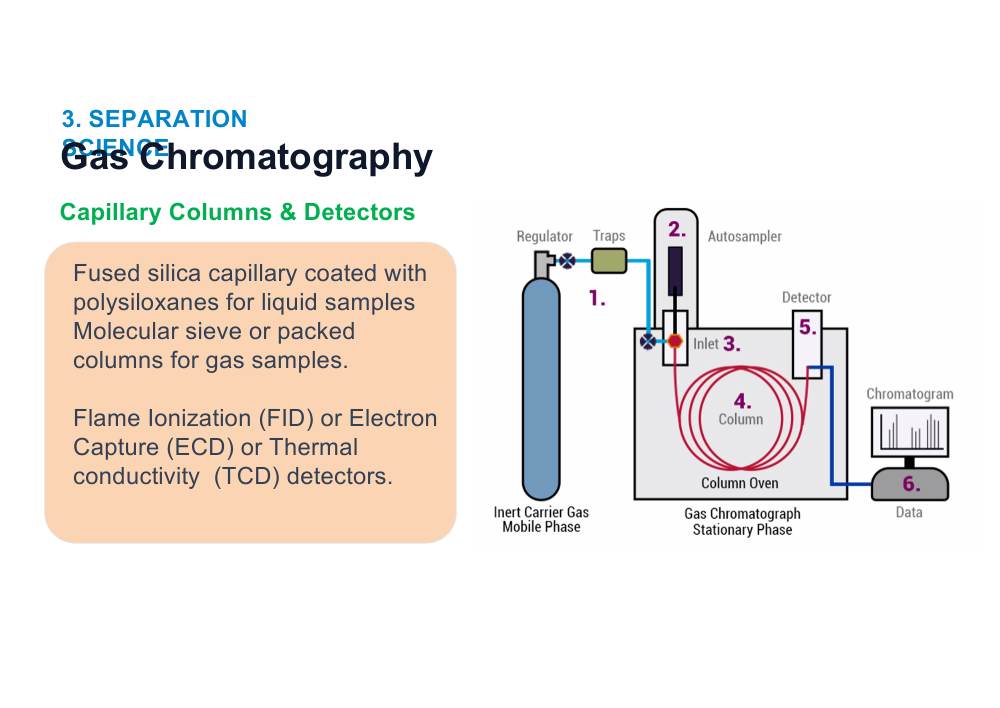 3. SEPARATION
SCIENCE
Gas Chromatography
Capillary Columns & Detectors
Fused silica capillary coated with
polysiloxanes for liquid samples
Molecular sieve or packed
columns for gas samples.
Flame Ionization (FID) or Electron
Capture (ECD) or Thermal
conductivity  (TCD) detectors.
Regulator
Traps
2.
Autosampler
1.
Detector
5.
Inlet 3.
4.
Column
Chromatogram
Column Oven
6.
Inert Carrier Gas
Mobile Phase
Gas Chromatograph
Stationary Phase
Data